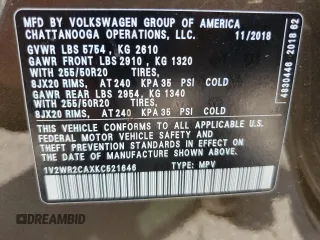 MFD BY VOLKSWAGEN GROUP OF AMERICA
CHATTANOOGA OPERATIONS, LLC. 11/2018
GVWR LBS 5754 , KG 2610
GAWR FRONT LBS 2910 , KG 1320
WITH 255/50R20 TIRES,
8JX20 RIMS, AT 240 KPA 35 PSI COLD
GAWR REAR LBS 2954, KG 1340
WITH 255/50R20 TIRES,
8JX20 RIMS, AT 240 KPA 35 PSI COLD
THIS VEHICLE CONFORMS TO ALL APPLICABLE U.S.
FEDERAL MOTOR VEHICLE SAFETY AND
THEFT PREVENTION STANDARDS IN EFFECT ON
THE DATE OF MANUFACTURE SHOWN ABOVE.
1V2WR2CAXKC521646 TYPE: MPV
4830446 2018 62
DREAMBID